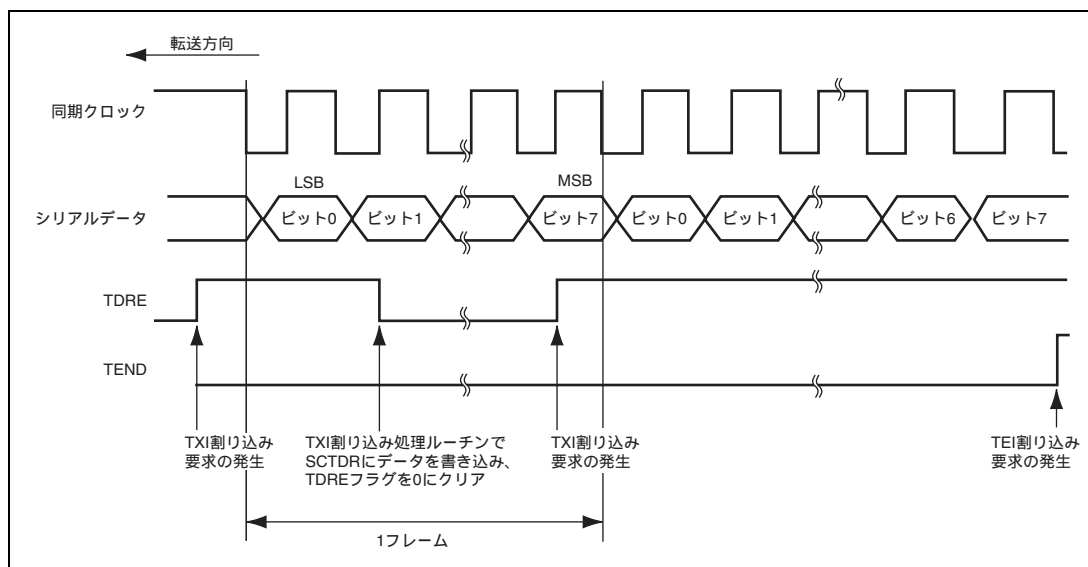 転送方向
同期クロック
LSB
MSB
シリアルデータ
ビット0
ビット1
ビット7
ビット0
ビット1
ビット6
ビット7
TDRE
TEND
TXI割り込み
要求の発生
TXI割り込み処理ルーチンで
SCTDRにデータを書き込み、
TDREフラグを0にクリア
TXI割り込み
要求の発生
TEI割り込み
要求の発生
1フレーム